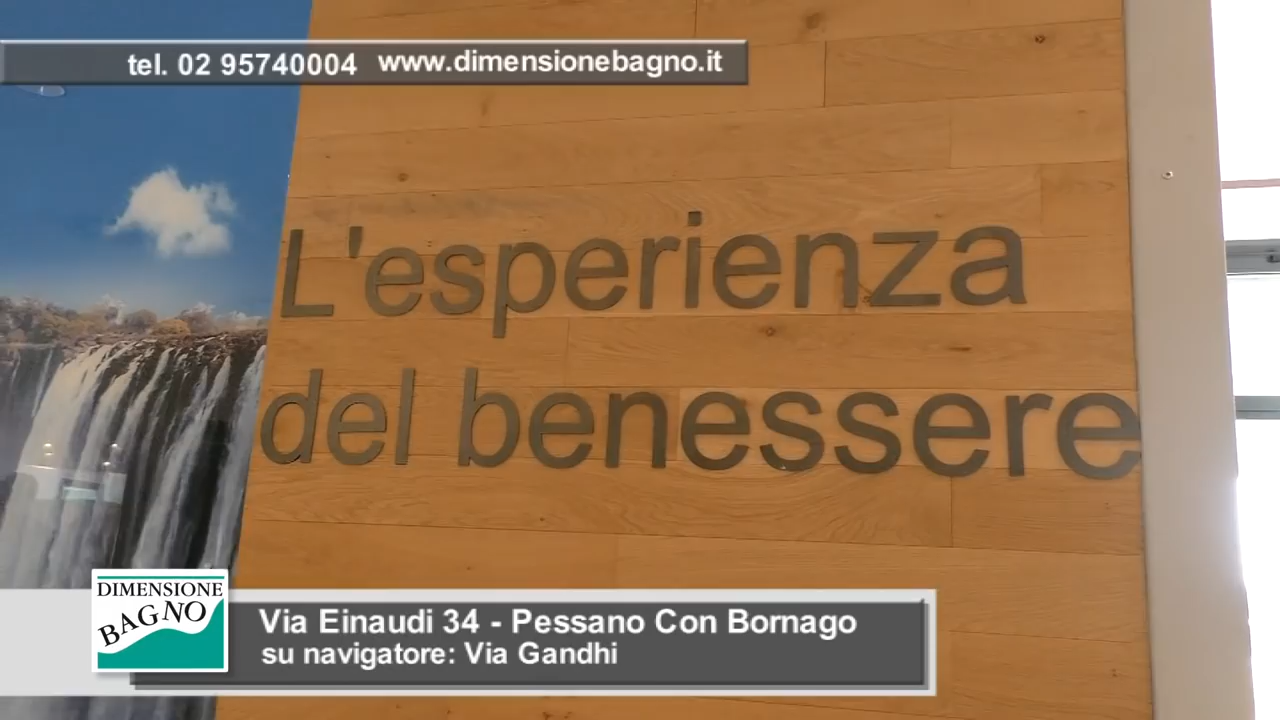 tel. 02 95740004 www.dimensionebagno.it
L'esperienza
del benessere
DIMENSIONE
BAGNO
Via Einaudi 34 - Pessano Con Bornago
su navigatore: Via Gandhi